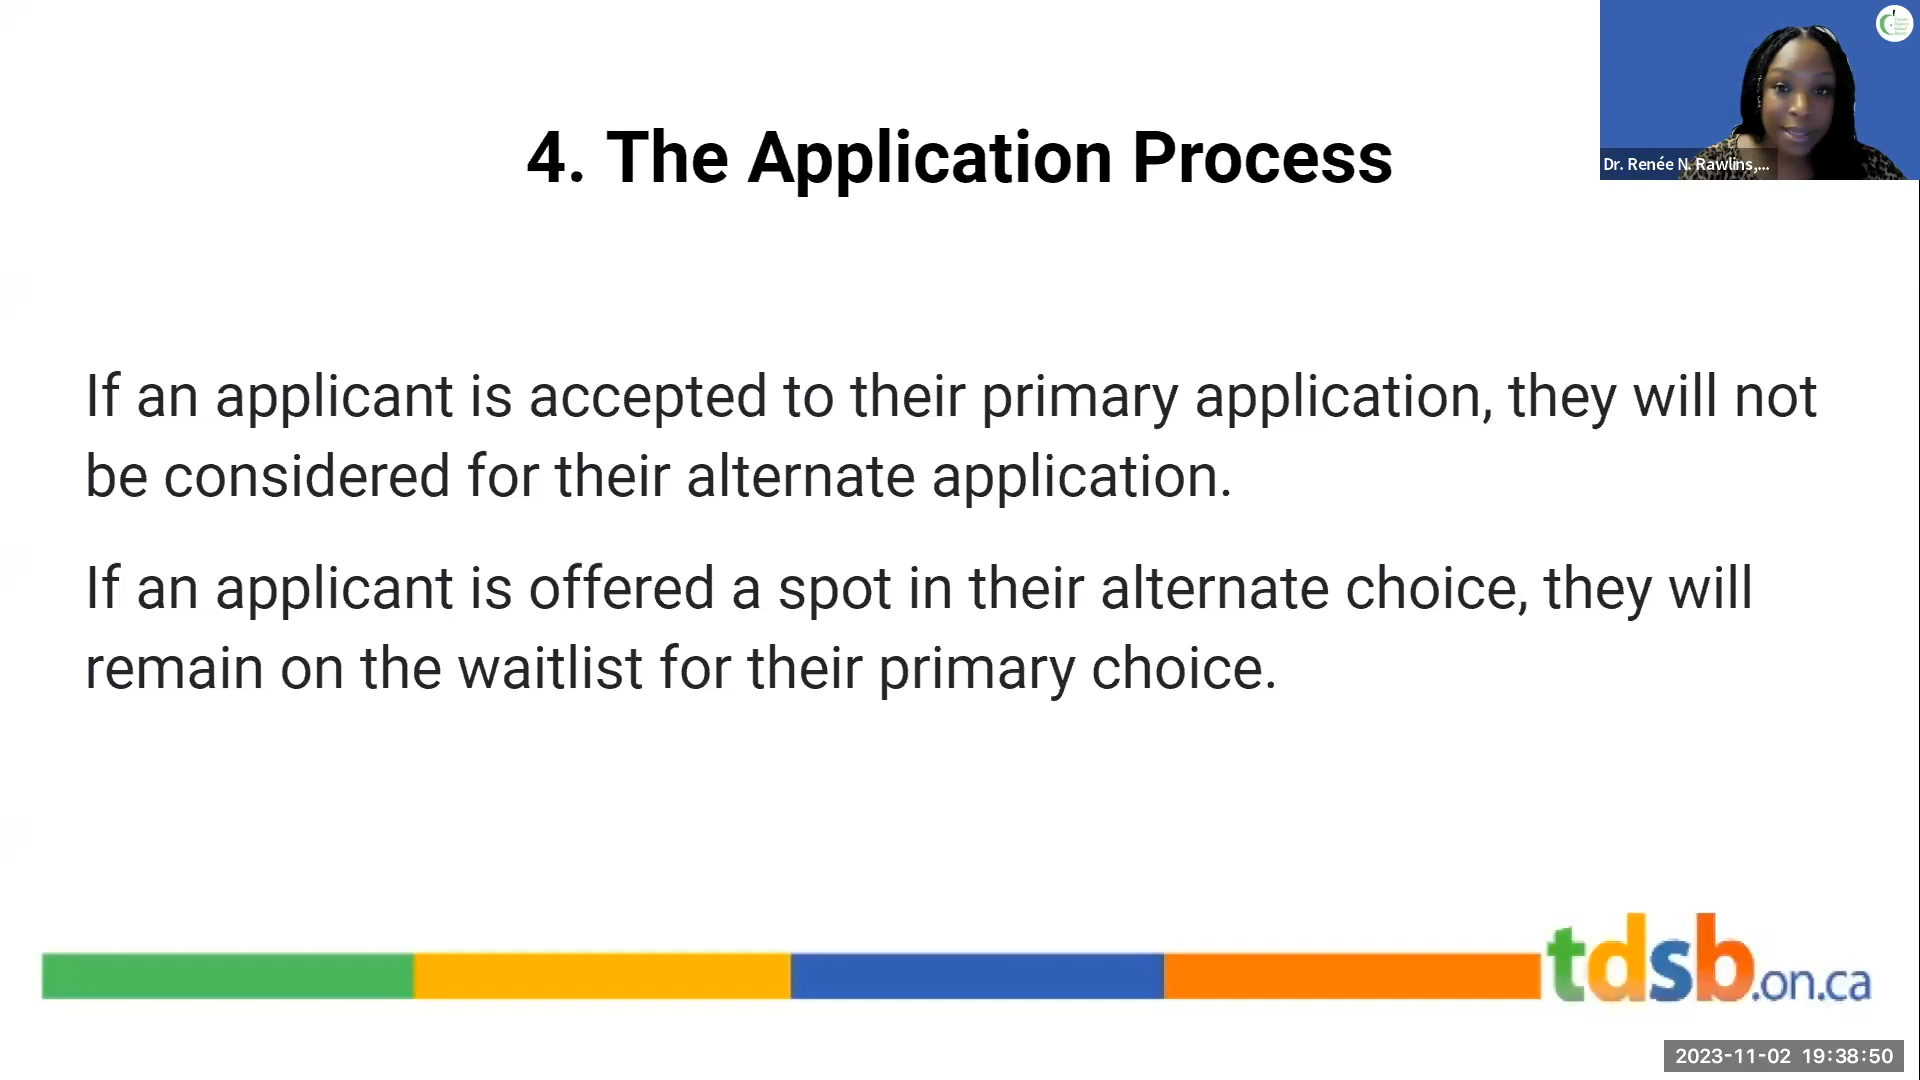 4. The Application Process
Dr. Renée N. Rawlins,...
If an applicant is accepted to their primary application, they will not
be considered for their alternate application.
If an applicant is offered a spot in their alternate choice, they will
remain on the waitlist for their primary choice.
tdsb.on.ca
2023-11-02 19:38:50